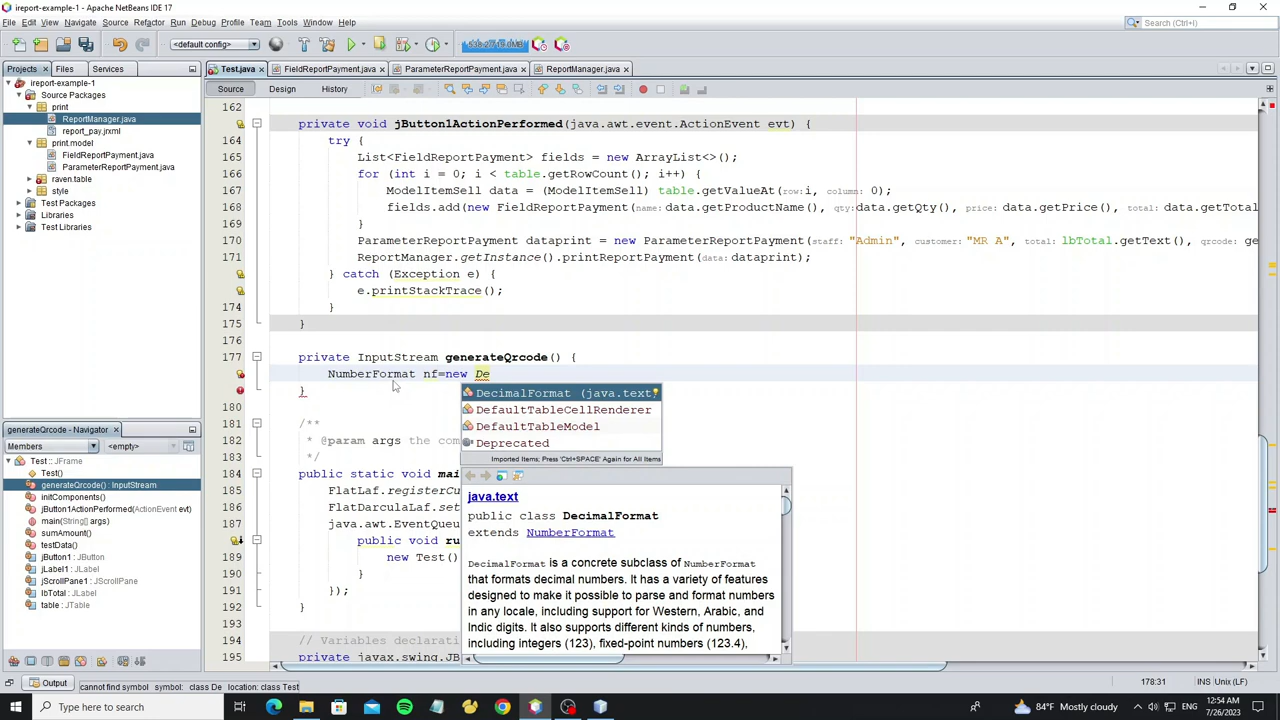 ireport-example-1 - Apache NetBeans IDE 17
File Edit View Navigate Source Refactor Run Debug Profile Team Tools Window Help
Search (Ctrl+I)
<default config>
Projects Files Services
Test.java FieldReportPayment.java ParameterReportPayment.java ReportManager.java
Source Design History
ireport-example-1
Source Packages
print
ReportManager.java
report_pay.jrxml
print.model
FieldReportPayment.java
ParameterReportPayment.java
raven.table
style
Test Packages
Libraries
Test Libraries
162
private void jButton1ActionPerformed(java.awt.event.ActionEvent evt) {
164 try {
165 List<FieldReportPayment> fields = new ArrayList<>();
166 for (int i = 0; i < table.getRowCount(); i++) {
167 ModelItemSell data = (ModelItemSell) table.getValueAt(row:i, column: 0);
168 fields.add(new FieldReportPayment(name:data.getProductName(), qty:data.getQty(), price:data.getPrice(), total:data.getTotal
169 }
170 ParameterReportPayment dataprint = new ParameterReportPayment(staff: "Admin", customer: "MR A", total: lbTotal.getText(), qrcode: ge
171 ReportManager.getInstance().printReportPayment(data:dataprint);
} catch (Exception e) {
e.printStackTrace();
174 }
175 }
176
177 private InputStream generateQrcode() {
NumberFormat nf=new De
}
180
181 /**
182 * @param args the com
183 */
184 public static void ma
185 FlatLaf.registerCu
186 FlatDarculaLaf.set
187 java.awt.EventQueu
public void ru
189 new Test()
190 }
191 });
192 }
194 // Variables declarat
195 private javax.swing.JB
DecimalFormat (java.text)
DefaultTableCellRenderer
DefaultTableModel
Deprecated
Imported Items; Press 'Ctrl+SPACE' Again for All Items
java.text
public class DecimalFormat
extends NumberFormat
DecimalFormat is a concrete subclass of NumberFormat
that formats decimal numbers. It has a variety of features
designed to make it possible to parse and format numbers
in any locale, including support for Western, Arabic, and
Indic digits. It also supports different kinds of numbers,
including integers (123), fixed-point numbers (123.4),
generateQrcode - Navigator
Members <empty>
Test :: JFrame
Test()
generateQrcode() : InputStream
initComponents()
jButton1ActionPerformed(ActionEvent evt)
main(String[] args)
sumAmount()
testData()
jButton1 : JButton
jLabel1 : JLabel
jScrollPane1 : JScrollPane
table : JTable
Output
cannot find symbol symbol: class De location: class Test
178:31 INS Unix (LF)
Type here to search
84°F Mostly cloudy
12:54 AM
7/26/2023